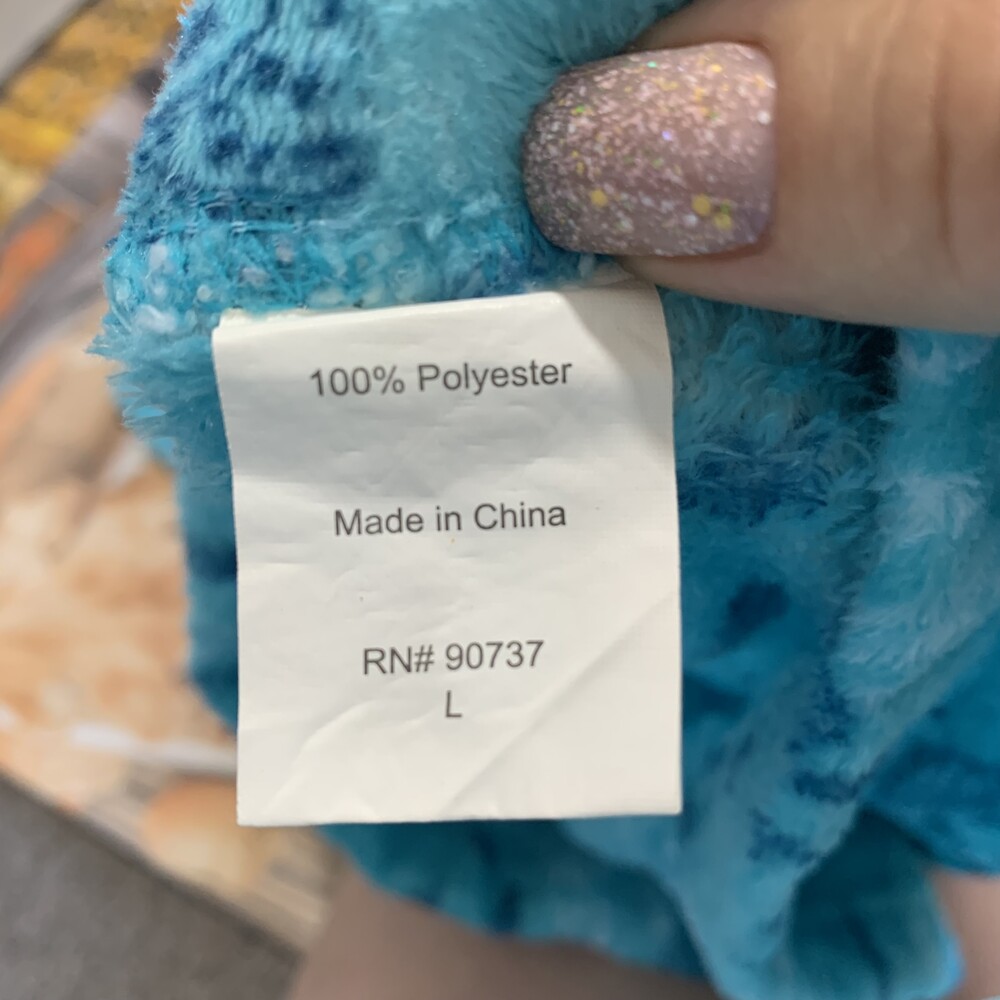 100% Polyester
Made in China
RN# 90737
L